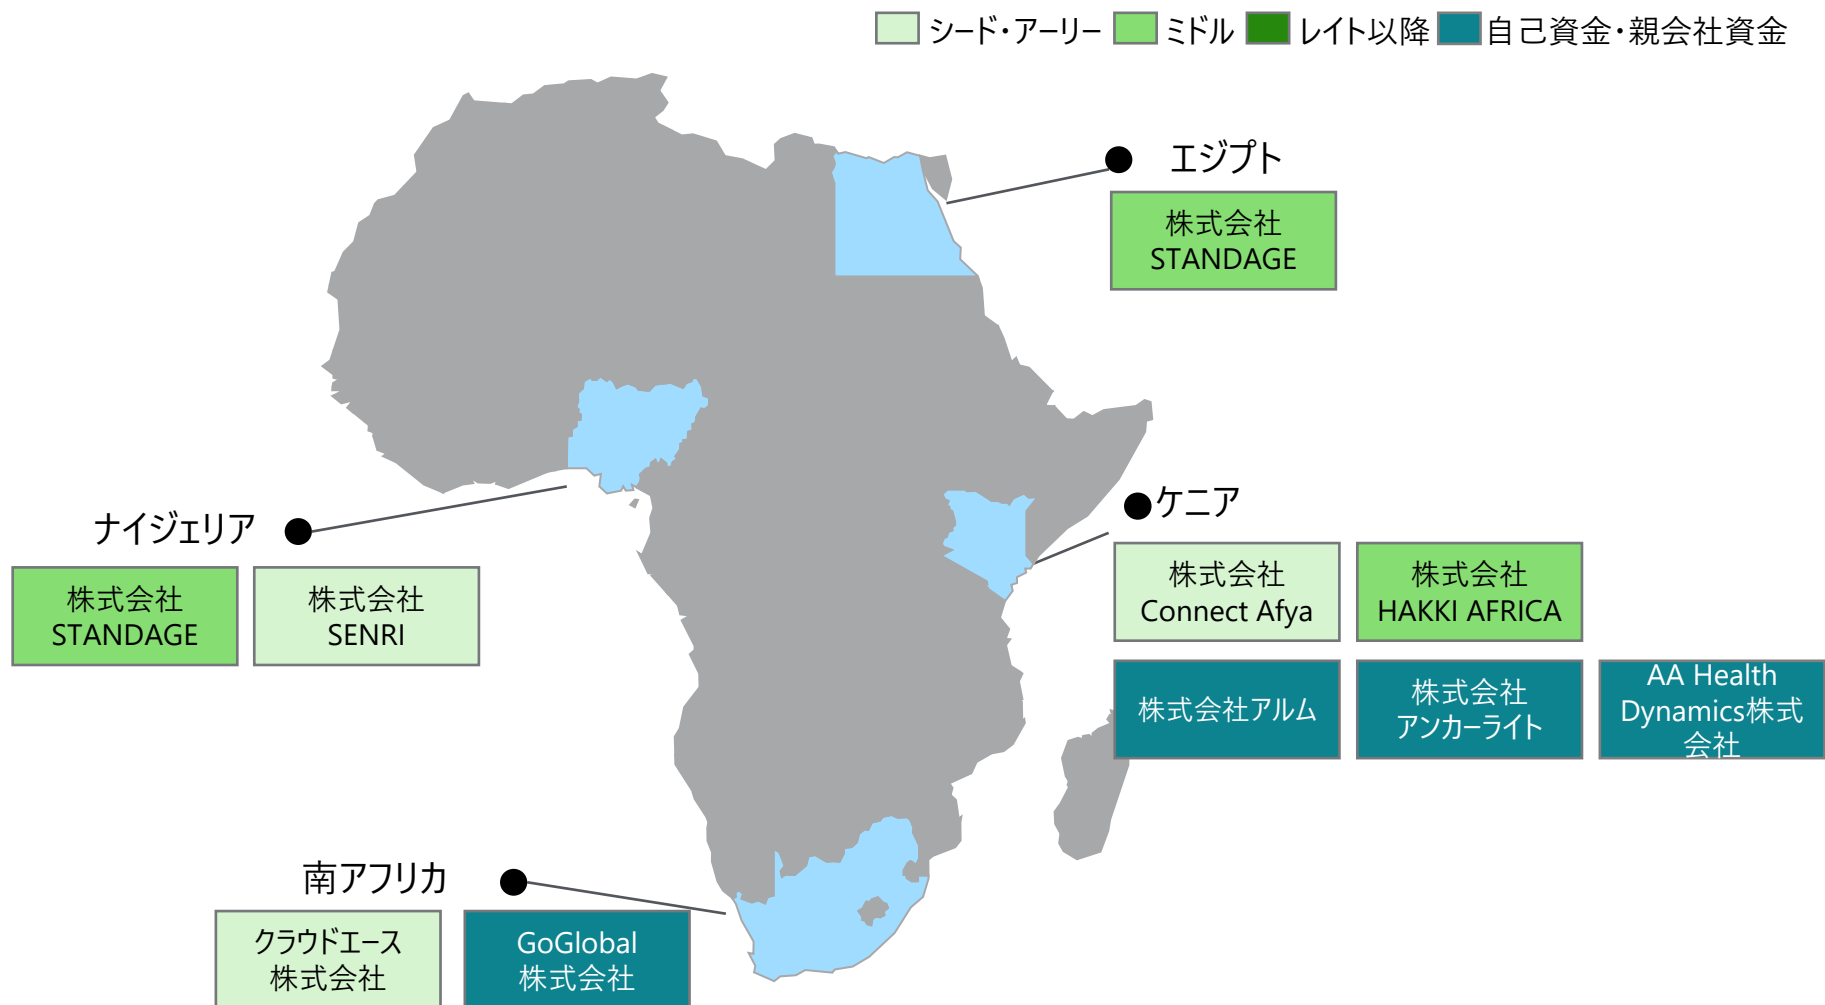 シード・アーリー
ミドル
レイト以降
自己資金・親会社資金
エジプト
株式会社
STANDAGE
ナイジェリア
株式会社
STANDAGE
株式会社
SENRI
ケニア
株式会社
Connect Afya
株式会社
HAKKI AFRICA
株式会社アルム
株式会社
アンカーライト
AA Health
Dynamics株式
会社
南アフリカ
クラウドエース
株式会社
GoGlobal
株式会社